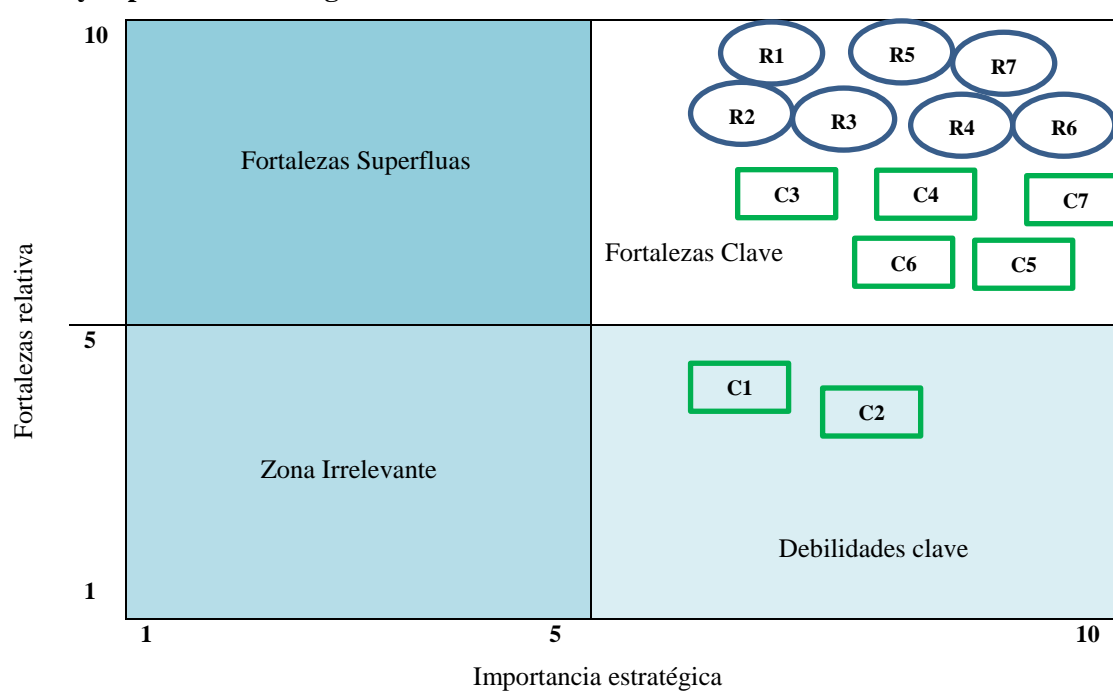 10
R1
R5
R7
R2
R3
R4
R6
Fortalezas Superfluas
C3
C4
C7
Fortalezas Clave
C6
C5
Fortalezas relativa
5
C1
C2
Zona Irrelevante
Debilidades clave
1
1
5
10
Importancia estratégica